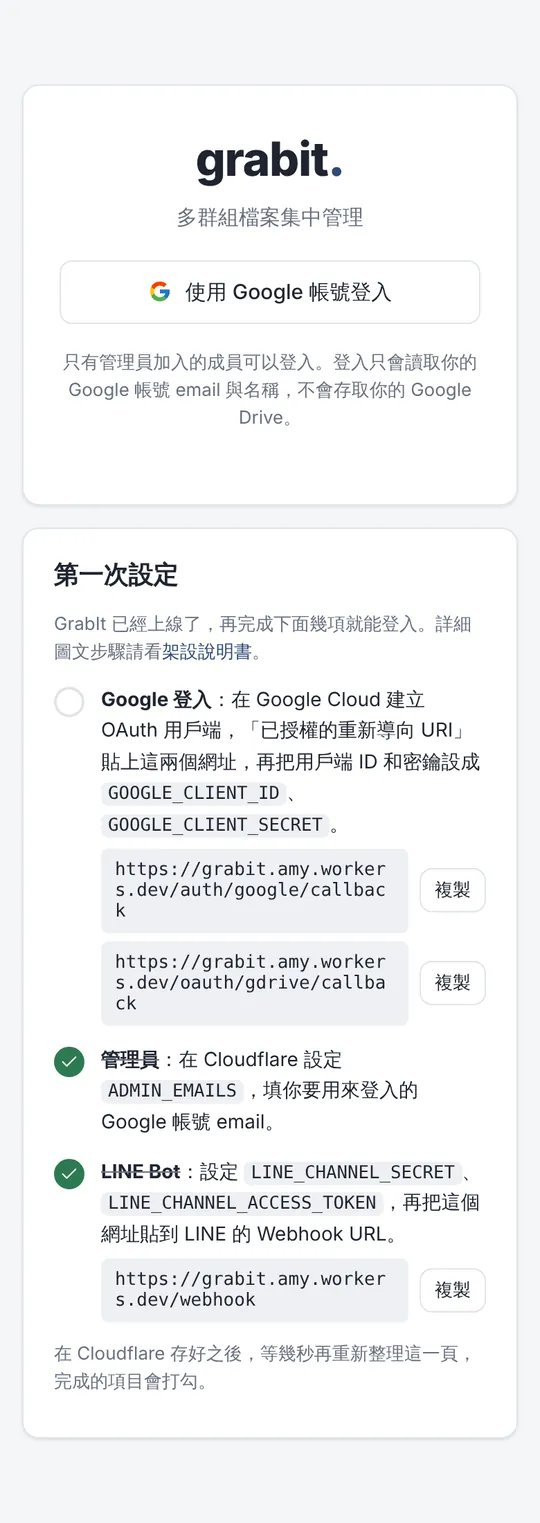 grabit.
多群組檔案集中管理
使用 Google 帳號登入
只有管理員加入的成員可以登入。登入只會讀取你的
Google 帳號 email 與名稱，不會存取你的 Google
Drive。
第一次設定
GrabIt 已經上線了，再完成下面幾項就能登入。詳細
圖文步驟請看架設說明書。
Google 登入：在 Google Cloud 建立
OAuth 用戶端，「已授權的重新導向 URI」
貼上這兩個網址，再把用戶端 ID 和密鑰設成
GOOGLE_CLIENT_ID、
GOOGLE_CLIENT_SECRET。
https://grabit.amy.worker
s.dev/auth/google/callbac
k
複製
https://grabit.amy.worker
s.dev/oauth/gdrive/callba
ck
複製
管理員：在 Cloudflare 設定
ADMIN_EMAILS，填你要用來登入的
Google 帳號 email。
LINE Bot：設定 LINE_CHANNEL_SECRET、
LINE_CHANNEL_ACCESS_TOKEN，再把這個
網址貼到 LINE 的 Webhook URL。
https://grabit.amy.worker
s.dev/webhook
複製
在 Cloudflare 存好之後，等幾秒再重新整理這一頁，
完成的項目會打勾。